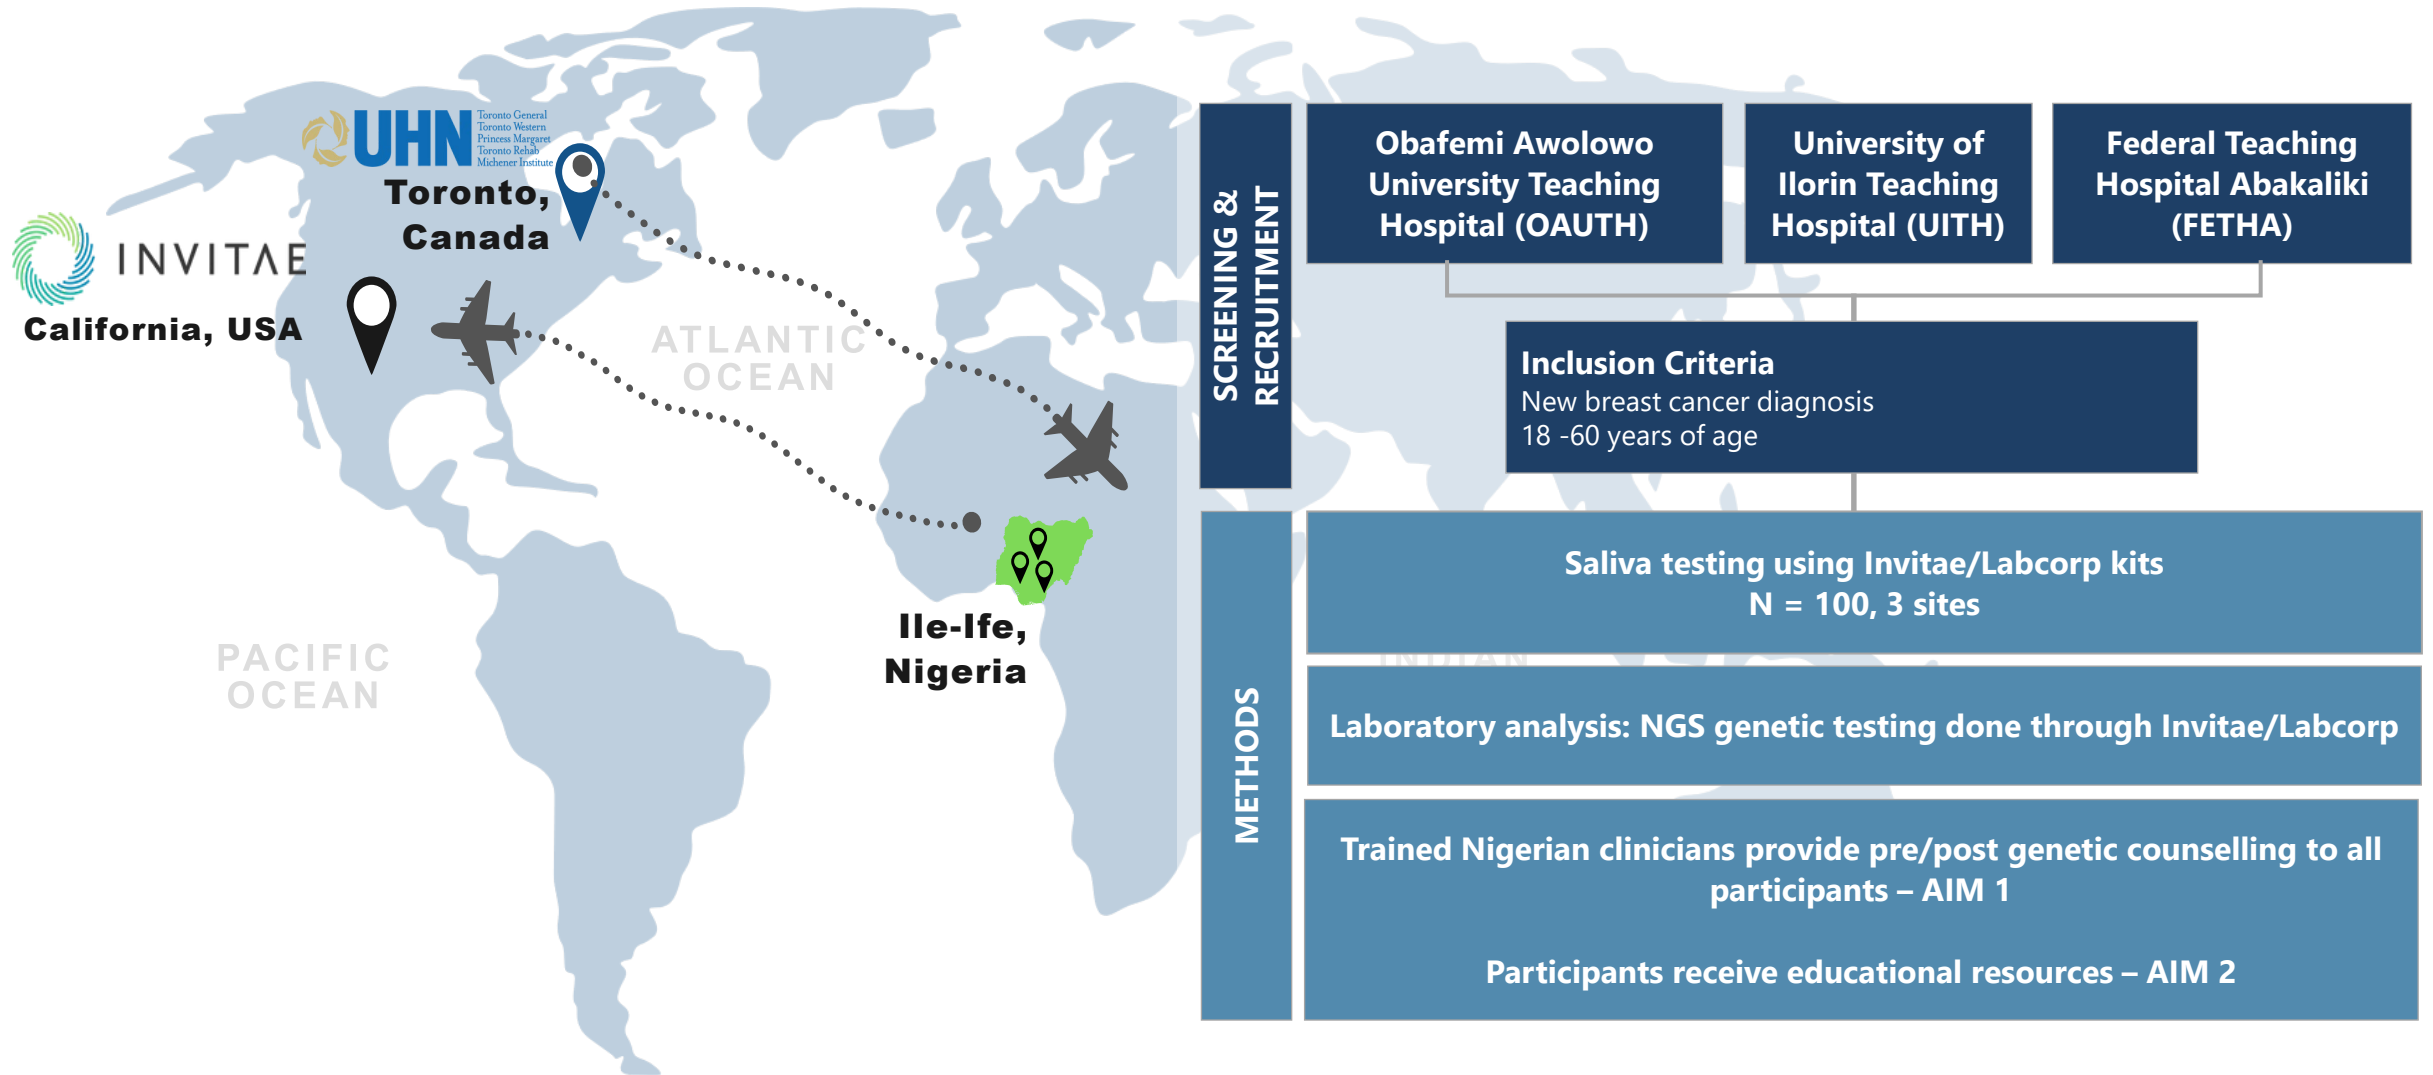 UHN
Toronto General
Toronto Western
Princess Margaret
Toronto Rehab
Michener Institute
Toronto,
Canada
INVITAE
California, USA
ATLANTIC
OCEAN
PACIFIC
OCEAN
Ile-Ife,
Nigeria
INDIAN
SCREENING &
RECRUITMENT
Obafemi Awolowo
University Teaching
Hospital (OAUTH)
University of
Ilorin Teaching
Hospital (UITH)
Federal Teaching
Hospital Abakaliki
(FETHA)
Inclusion Criteria
New breast cancer diagnosis
18 -60 years of age
METHODS
Saliva testing using Invitae/Labcorp kits
N = 100, 3 sites
Laboratory analysis: NGS genetic testing done through Invitae/Labcorp
Trained Nigerian clinicians provide pre/post genetic counselling to all
participants – AIM 1
Participants receive educational resources – AIM 2